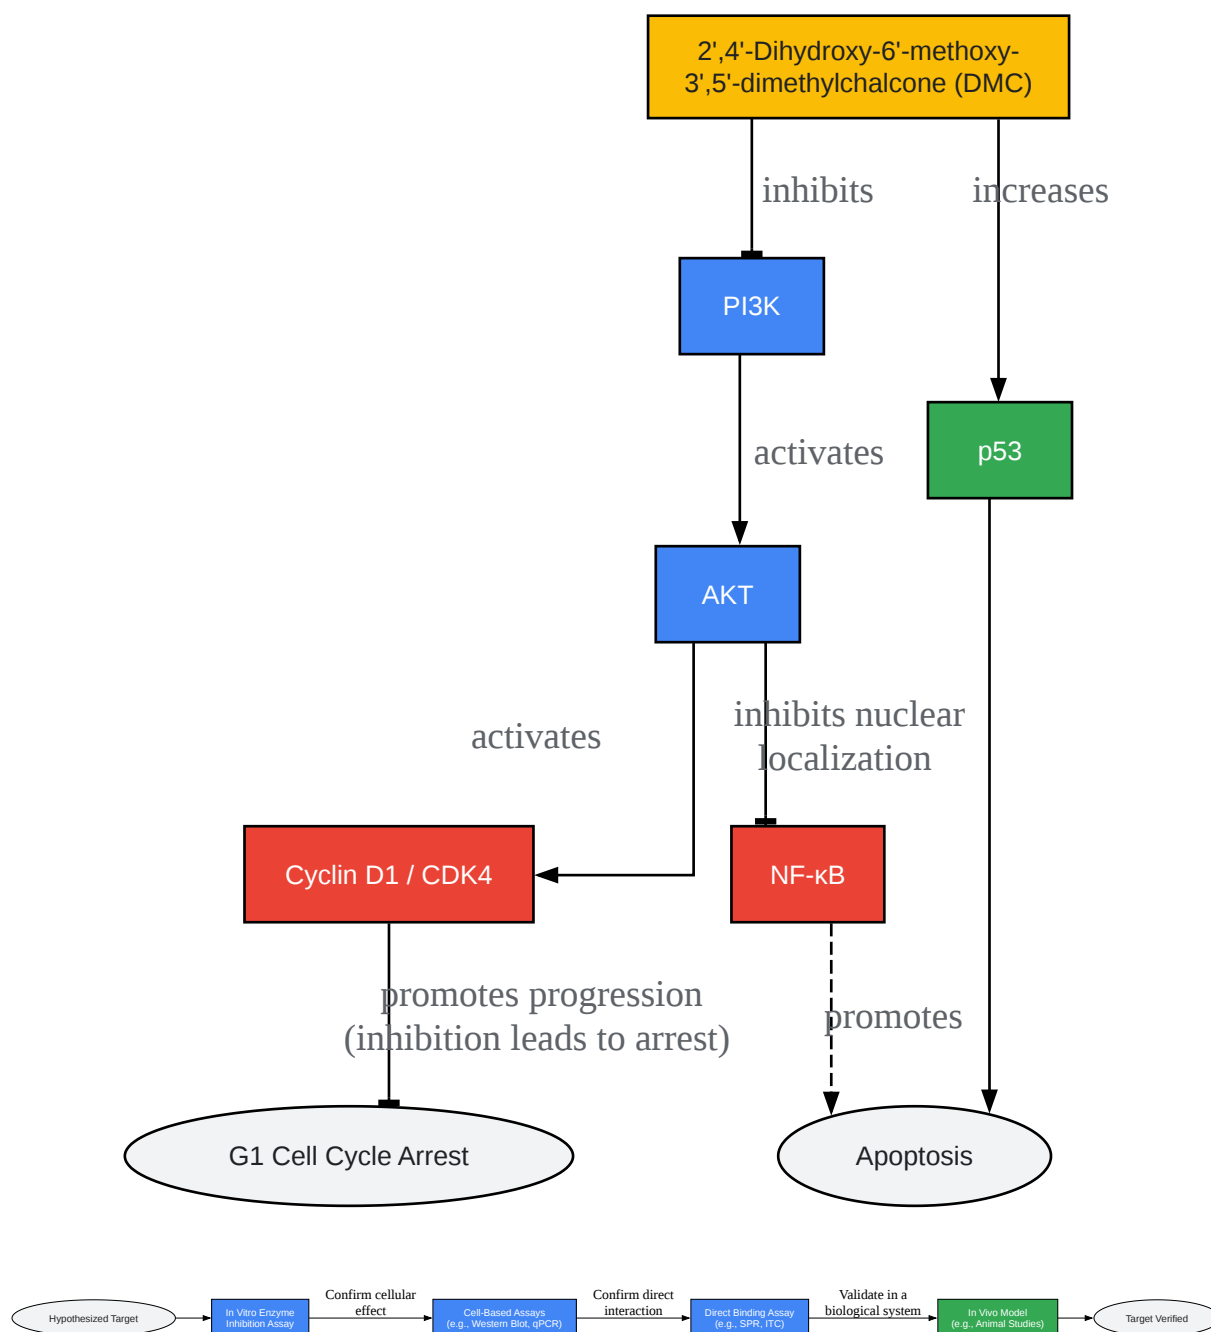 2',4'-Dihydroxy-6'-methoxy-
3',5'-dimethylchalcone (DMC)
inhibits
increases
PI3K
activates
p53
AKT
inhibits nuclear
localization
activates
Cyclin D1 / CDK4
NF-κB
promotes progression
(inhibition leads to arrest)
promotes
G1 Cell Cycle Arrest
Apoptosis
Hypothesized Target
In Vitro Enzyme
Inhibition Assay
Confirm cellular
effect
Cell-Based Assays
(e.g., Western Blot, qPCR)
Confirm direct
interaction
Direct Binding Assay
(e.g., SPR, ITC)
Validate in a
biological system
In Vivo Model
(e.g., Animal Studies)
Target Verified